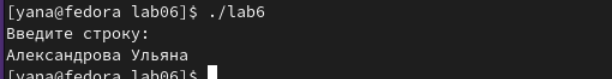 [yana@fedora lab06]$ ./lab6
Введите строку:
Александрова Ульяна
[yana@fedora lab06]$